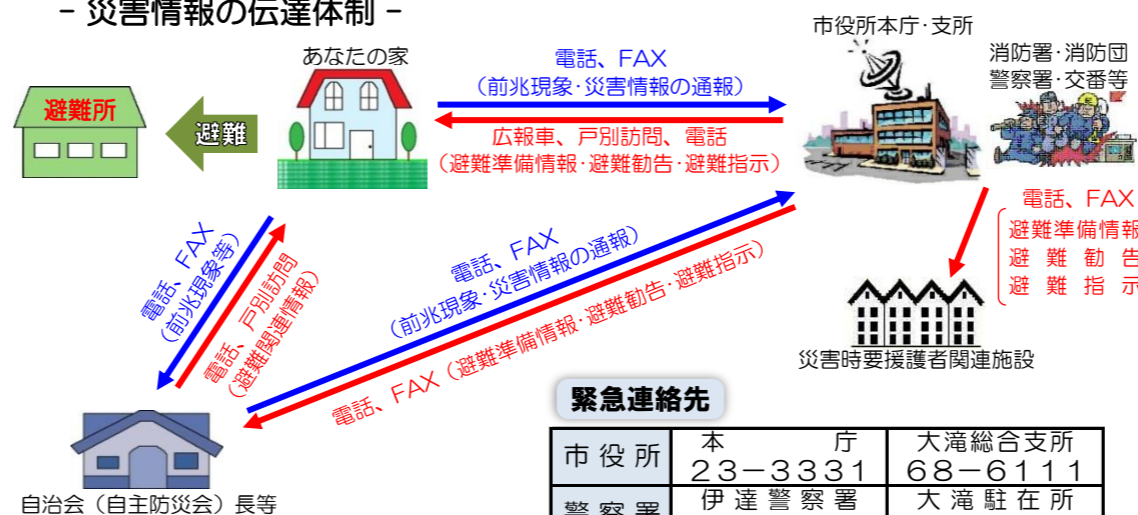 - 災害情報の伝達体制 -
市役所本庁・支所
あなたの家
消防署・消防団
警察署・交番等
電話、FAX
(前兆現象・災害情報の通報)
避難所
避難
広報車、戸別訪問、電話
(避難準備情報・避難勧告・避難指示)
電話、FAX
避難準備情報
避難勧告
避難指示
電話、FAX
(前兆現象等)
電話、戸別訪問
(避難関連情報)
電話、FAX
(前兆現象・災害情報の通報)
電話、FAX(避難準備情報・避難勧告・避難指示)
災害時要援護者関連施設
自治会(自主防災会)長等
緊急連絡先
市役所 本庁 大滝総合支所
23-3331 68-6111
警察署 伊達警察署 大滝駐在所